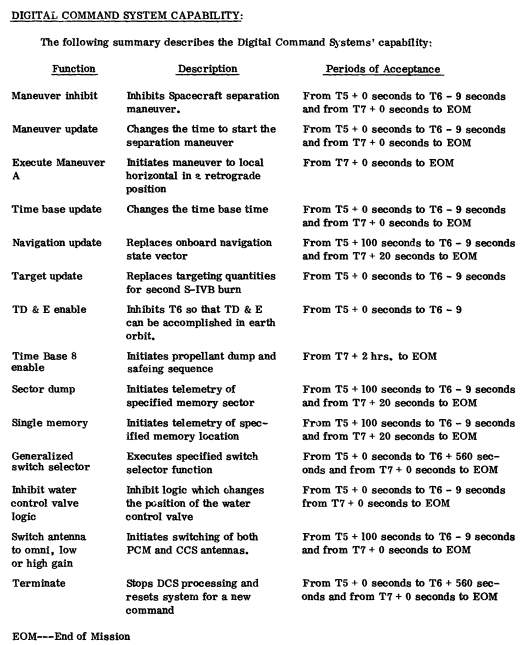 DIGITAL COMMAND SYSTEM CAPABILITY:
The following summary describes the Digital Command Systems' capability:
Function Description Periods of Acceptance
Maneuver inhibit Inhibits Spacecraft separation From T5 + 0 seconds to T6 - 9 seconds
maneuver. and from T7 + 0 seconds to EOM
Maneuver update Changes the time to start the From T5 + 0 seconds to T6 - 9 seconds
separation maneuver and from T7 + 0 seconds to EOM
Execute Maneuver Initiates maneuver to local From T7 + 0 seconds to EOM
A horizontal in a retrograde
position
Time base update Changes the time base time From T5 + 0 seconds to T6 - 9 seconds
and from T7 + 0 seconds to EOM
Navigation update Replaces onboard navigation From T5 + 100 seconds to T6 - 9 seconds
state vector and from T7 + 20 seconds to EOM
Target update Replaces targeting quantities From T5 + 0 seconds to T6 - 9 seconds
for second S-IVB burn
TD & E enable Inhibits T6 so that TD & E From T5 + 0 seconds to T6 - 9
can be accomplished in earth
orbit.
Time Base 8 Initiates propellant dump and From T7 + 2 hrs. to EOM
enable safeing sequence
Sector dump Initiates telemetry of From T5 + 100 seconds to T6 - 9 seconds
specified memory sector and from T7 + 20 seconds to EOM
Single memory Initiates telemetry of spec- From T5 + 100 seconds to T6 - 9 seconds
ified memory location and from T7 + 20 seconds to EOM
Generalized Executes specified switch From T5 + 0 seconds to T6 + 560 sec-
switch selector selector function onds and from T7 + 0 seconds to EOM
Inhibit water Inhibit logic which changes From T5 + 0 seconds to T6 - 9 seconds
control valve the position of the water from T7 + 0 seconds to EOM
logic control valve
Switch antenna Initiates switching of both From T5 + 100 seconds to T6 - 9 seconds
to omni, low PCM and CCS antennas. and from T7 + 0 seconds to EOM
or high gain
Terminate Stops DCS processing and From T5 + 0 seconds to T6 + 560 sec-
resets system for a new onds and from T7 + 0 seconds to EOM
command
EOM---End of Mission